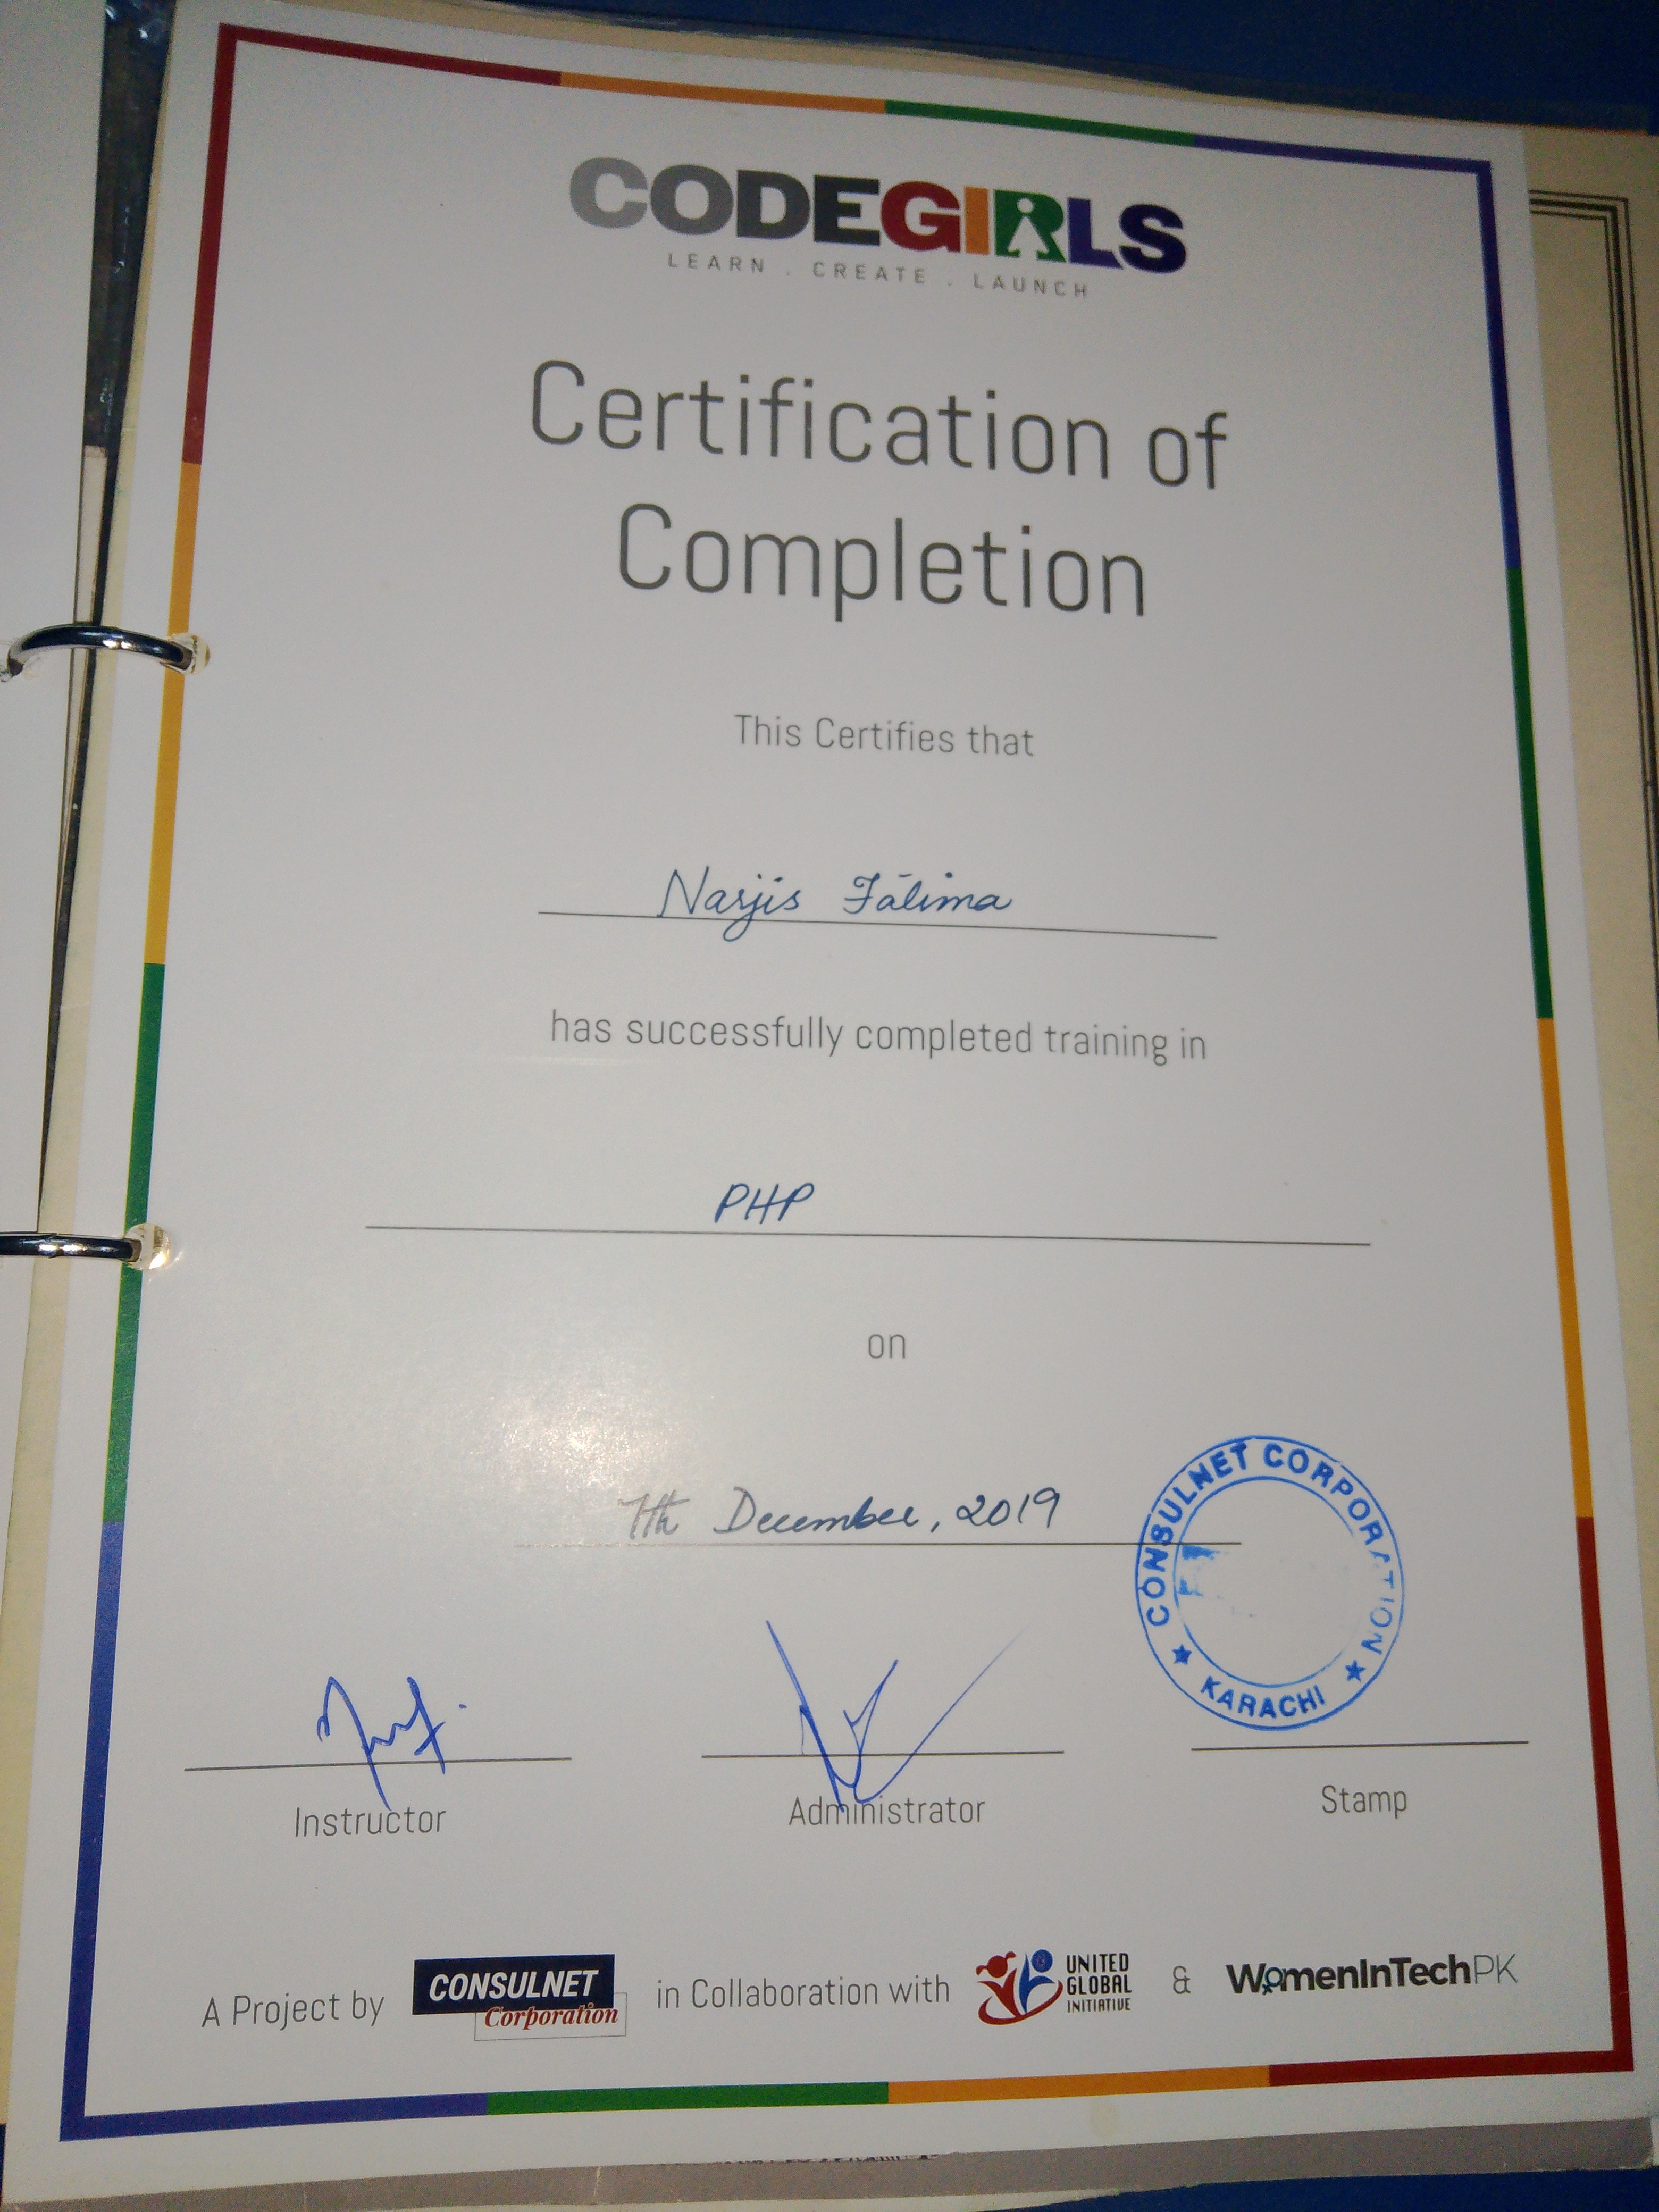 CODEGIRLS
LEARN . CREATE . LAUNCH
Certification of
Completion
This Certifies that
Narjis Fatima
has successfully completed training in
PHP
on
7th December, 2019
CONSULNET CORPORATION
KARACHI
Instructor
Administrator
Stamp
A Project by CONSULNET Corporation in Collaboration with UNITED GLOBAL INITIATIVE & WomenInTechPK